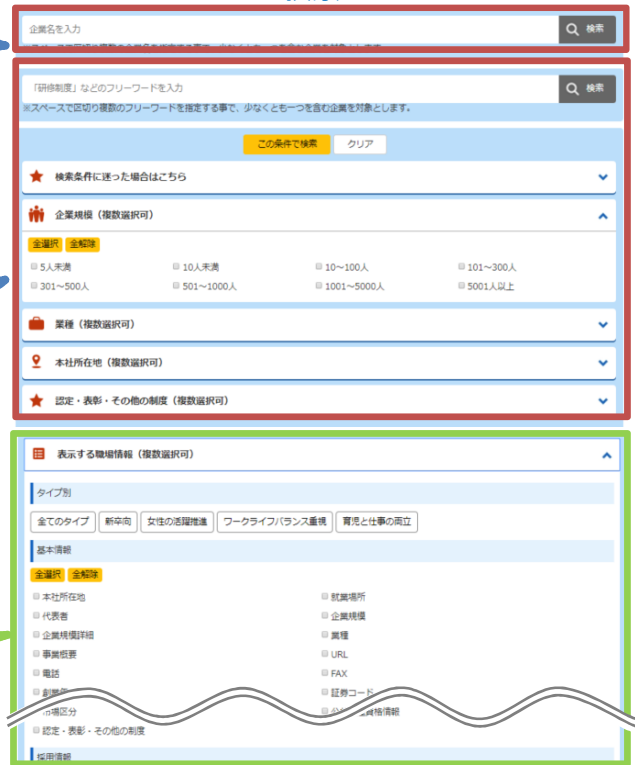 企業名を入力
検索
「研修制度」などのフリーワードを入力
検索
※スペースで区切り複数のフリーワードを指定する事で、少なくとも一つを含む企業を対象とします。
この条件で検索 クリア
検索条件に迷った場合はこちら
企業規模（複数選択可）
全選択 全解除
5人未満 10人未満 10～100人 101～300人
301～500人 501～1000人 1001～5000人 5001人以上
業種（複数選択可）
本社所在地（複数選択可）
認定・表彰・その他の制度（複数選択可）
表示する職場情報（複数選択可）
タイプ別
全てのタイプ 新卒向 女性の活躍推進 ワークライフバランス重視 育児と仕事の両立
基本情報
全選択 全解除
本社所在地 就業場所
代表者 企業規模
企業規模詳細 業種
事業概要 URL
電話 FAX
証券コード
市場区分
認定・表彰・その他の制度
採用情報